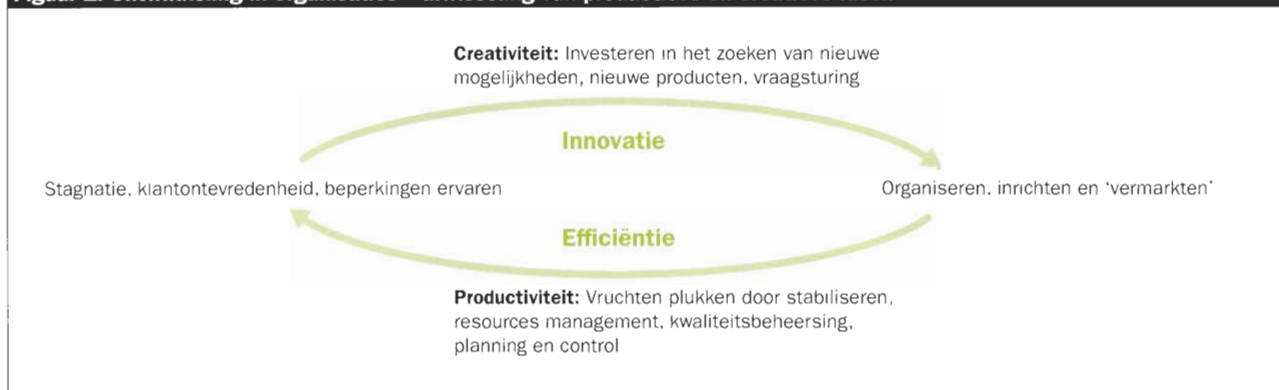 Creativiteit: Investeren in het zoeken van nieuwe
mogelijkheden, nieuwe producten, vraagsturing
Innovatie
Stagnatie, klantontevredenheid, beperkingen ervaren
Organiseren, inrichten en ‘vermarkten’
Efficiëntie
Productiviteit: Vruchten plukken door stabiliseren,
resources management, kwaliteitsbeheersing,
planning en control